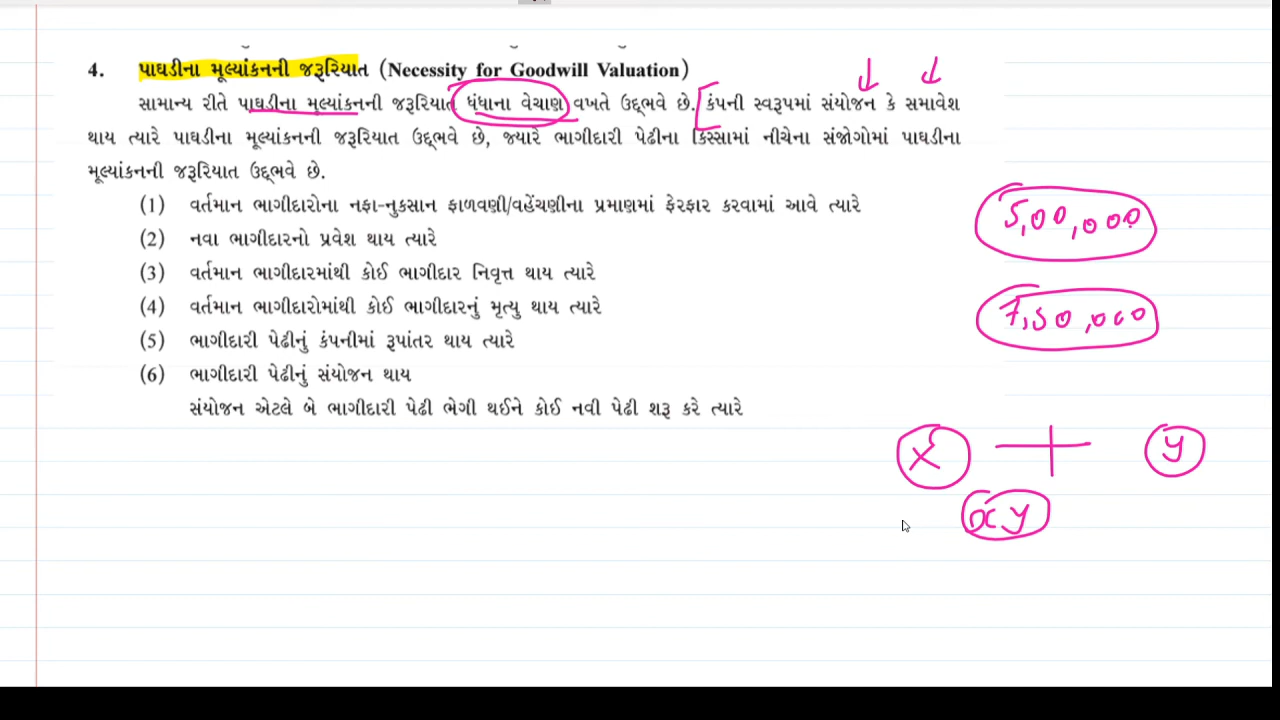 4. પાઘડીના મૂલ્યાંકનની જરૂરિયાત (Necessity for Goodwill Valuation)
સામાન્ય રીતે પાઘડીના મૂલ્યાંકનની જરૂરિયાત ધંધાના વેચાણ વખતે ઉદ્ભવે છે. કંપની સ્વરૂપમાં સંયોજન કે સમાવેશ
થાય ત્યારે પાઘડીના મૂલ્યાંકનની જરૂરિયાત ઉદ્ભવે છે, જ્યારે ભાગીદારી પેઢીના કિસ્સામાં નીચેના સંજોગોમાં પાઘડીના
મૂલ્યાંકનની જરૂરિયાત ઉદ્ભવે છે.
(1) વર્તમાન ભાગીદારોના નફા-નુકસાન ફાળવણી/વહેંચણીના પ્રમાણમાં ફેરફાર કરવામાં આવે ત્યારે
5,00,000
(2) નવા ભાગીદારનો પ્રવેશ થાય ત્યારે
(3) વર્તમાન ભાગીદારમાંથી કોઈ ભાગીદાર નિવૃત્ત થાય ત્યારે
(4) વર્તમાન ભાગીદારોમાંથી કોઈ ભાગીદારનું મૃત્યુ થાય ત્યારે
7,50,000
(5) ભાગીદારી પેઢીનું કંપનીમાં રૂપાંતર થાય ત્યારે
(6) ભાગીદારી પેઢીનું સંયોજન થાય
સંયોજન એટલે બે ભાગીદારી પેઢી ભેગી થઈને કોઈ નવી પેઢી શરૂ કરે ત્યારે
x + y
xy